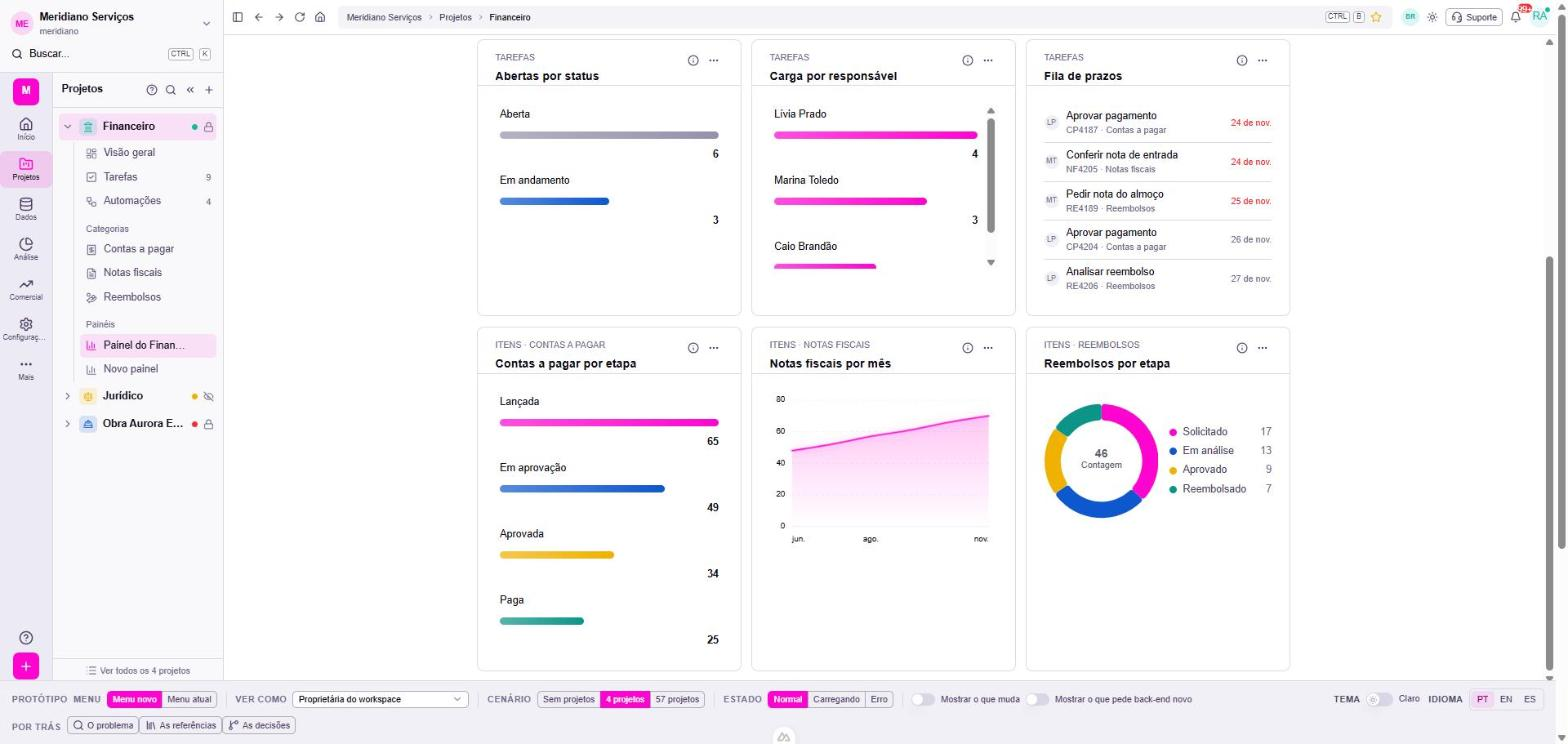 ME
Meridiano Serviços
meridiano
Buscar...
CTRL K
Meridiano Serviços > Projetos > Financeiro
CTRL B
BR
Suporte
RA
M
Início
Projetos
Dados
Análise
Comercial
Configuraç...
Mais
Projetos
Financeiro
Visão geral
Tarefas 9
Automações 4
Categorias
Contas a pagar
Notas fiscais
Reembolsos
Painéis
Painel do Finan...
Novo painel
Jurídico
Obra Aurora E...
Ver todos os 4 projetos
TAREFAS
Abertas por status
Aberta
6
Em andamento
3
TAREFAS
Carga por responsável
Lívia Prado
4
Marina Toledo
3
Caio Brandão
TAREFAS
Fila de prazos
LP Aprovar pagamento 24 de nov.
CP4187 · Contas a pagar
MT Conferir nota de entrada 24 de nov.
NF4205 · Notas fiscais
MT Pedir nota do almoço 25 de nov.
RE4189 · Reembolsos
LP Aprovar pagamento 26 de nov.
CP4204 · Contas a pagar
LP Analisar reembolso 27 de nov.
RE4206 · Reembolsos
ITENS · CONTAS A PAGAR
Contas a pagar por etapa
Lançada
65
Em aprovação
49
Aprovada
34
Paga
25
ITENS · NOTAS FISCAIS
Notas fiscais por mês
80
60
40
20
0
jun. ago. nov.
ITENS · REEMBOLSOS
Reembolsos por etapa
46
Contagem
Solicitado 17
Em análise 13
Aprovado 9
Reembolsado 7
PROTÓTIPO MENU Menu novo Menu atual VER COMO Proprietária do workspace CENÁRIO Sem projetos 4 projetos 57 projetos ESTADO Normal Carregando Erro Mostrar o que muda Mostrar o que pede back-end novo TEMA Claro IDIOMA PT EN ES
POR TRÁS O problema As referências As decisões